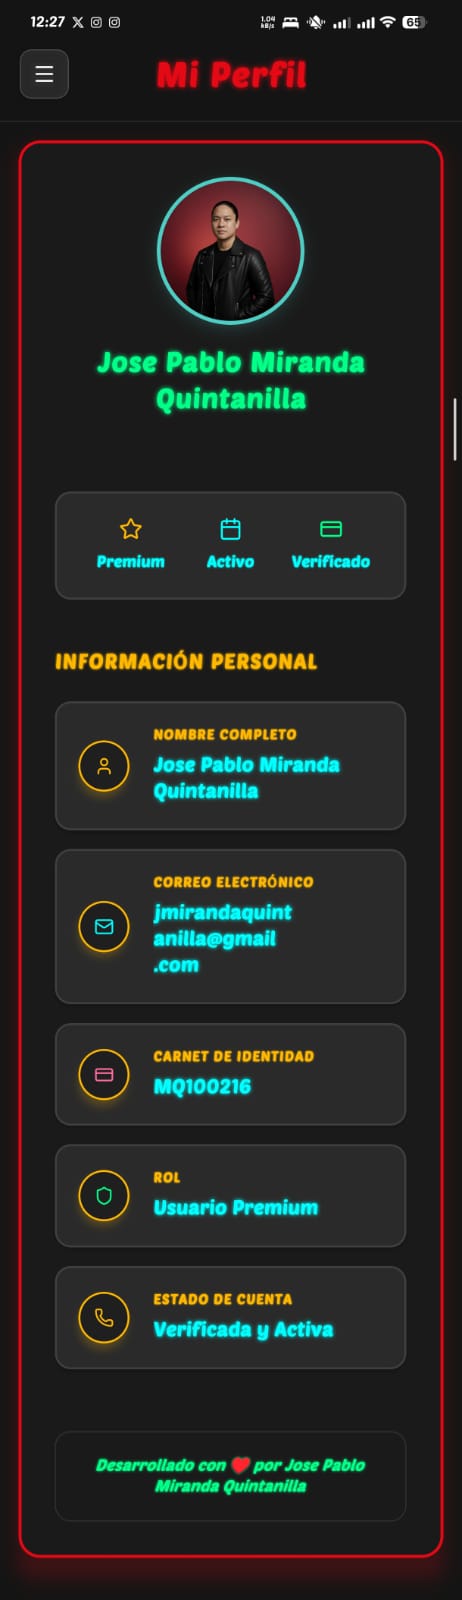 12:27
1.04
kB/s
65
Mi Perfil
Jose Pablo Miranda
Quintanilla
Premium
Activo
Verificado
INFORMACIÓN PERSONAL
NOMBRE COMPLETO
Jose Pablo Miranda
Quintanilla
CORREO ELECTRÓNICO
jmirandaquint
anilla@gmail
.com
CARNET DE IDENTIDAD
MQ100216
ROL
Usuario Premium
ESTADO DE CUENTA
Verificada y Activa
Desarrollado con ❤️ por Jose Pablo
Miranda Quintanilla